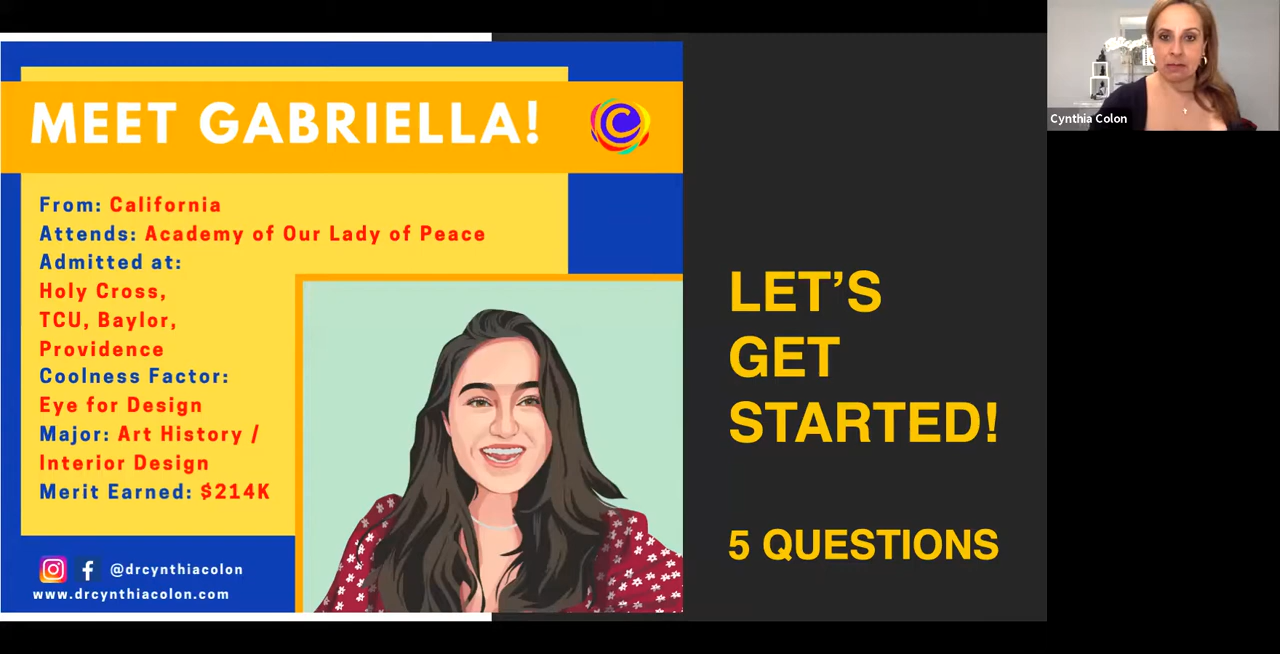 MEET GABRIELLA!
C
From: California
Attends: Academy of Our Lady of Peace
Admitted at:
Holy Cross,
TCU, Baylor,
Providence
Coolness Factor:
Eye for Design
Major: Art History /
Interior Design
Merit Earned: $214K
@drcynthiacolon
www.drcynthiacolon.com
LET'S
GET
STARTED!
5 QUESTIONS
Cynthia Colon